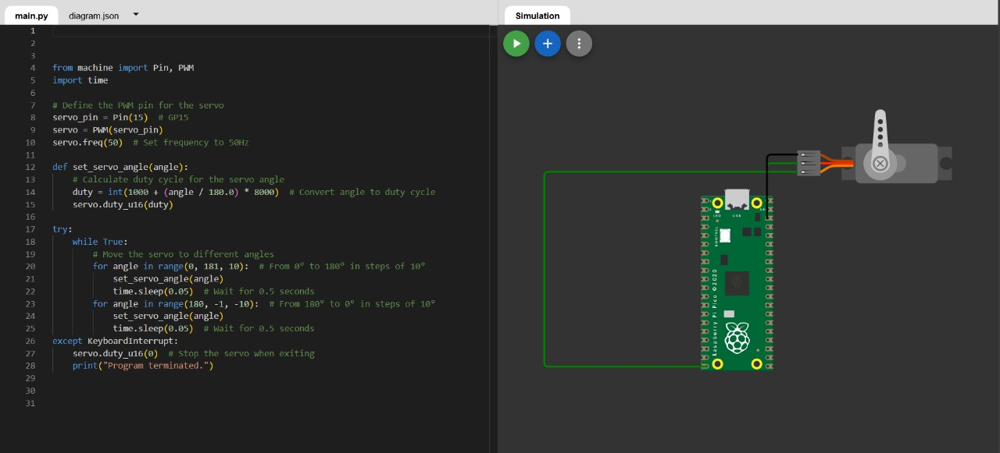 main.py diagram.json
1
2
3
4 from machine import Pin, PWM
5 import time
6
7 # Define the PWM pin for the servo
8 servo_pin = Pin(15)  # GP15
9 servo = PWM(servo_pin)
10 servo.freq(50)  # Set frequency to 50Hz
11
12 def set_servo_angle(angle):
13     # Calculate duty cycle for the servo angle
14     duty = int(1000 + (angle / 180.0) * 8000)  # Convert angle to duty cycle
15     servo.duty_u16(duty)
16
17 try:
18     while True:
19         # Move the servo to different angles
20         for angle in range(0, 181, 10):  # From 0° to 180° in steps of 10°
21             set_servo_angle(angle)
22             time.sleep(0.05)  # Wait for 0.5 seconds
23         for angle in range(180, -1, -10):  # From 180° to 0° in steps of 10°
24             set_servo_angle(angle)
25             time.sleep(0.05)  # Wait for 0.5 seconds
26 except KeyboardInterrupt:
27     servo.duty_u16(0)  # Stop the servo when exiting
28     print("Program terminated.")
29
30
31
Simulation
LED
USB
BOOTSEL
Raspberry Pi Pico ©2020